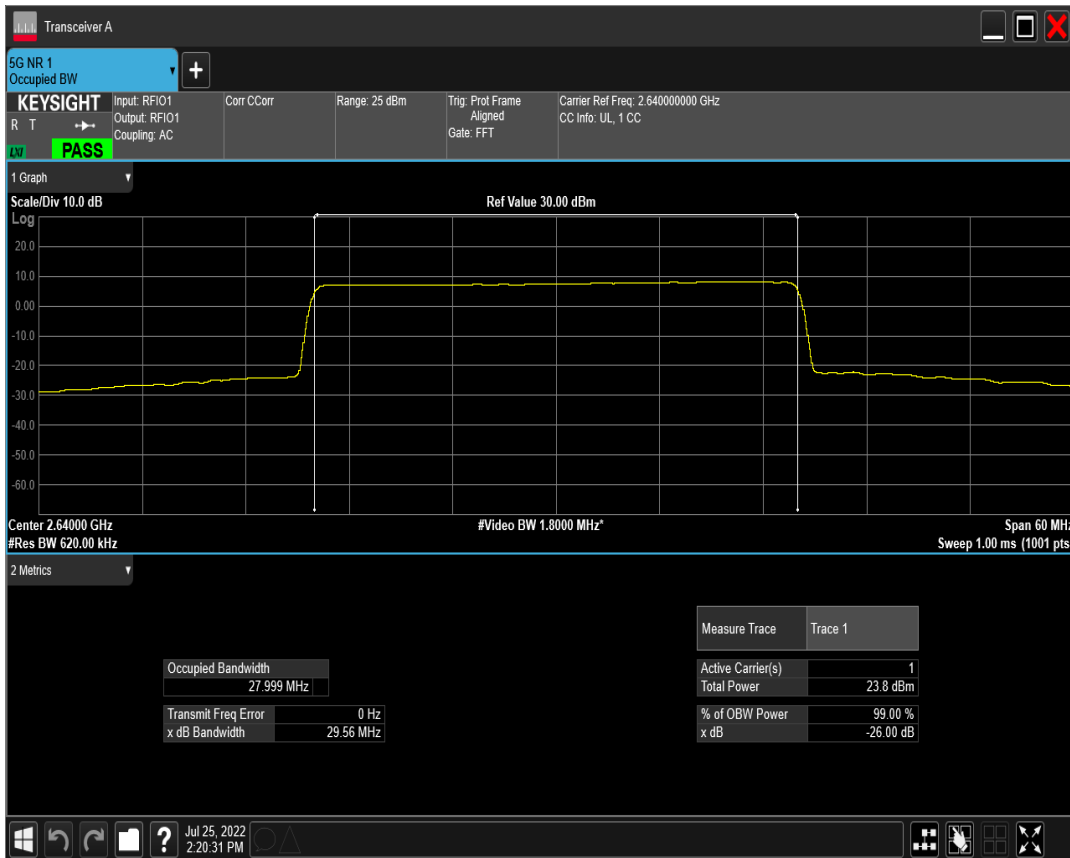 Transceiver A
5G NR 1
Occupied BW
+
KEYSIGHT
R T
LXI
PASS
Input: RFIO1
Output: RFIO1
Coupling: AC
Corr CCorr
Range: 25 dBm
Trig: Prot Frame
Aligned
Gate: FFT
Carrier Ref Freq: 2.640000000 GHz
CC Info: UL, 1 CC
1 Graph
Scale/Div 10.0 dB
Ref Value 30.00 dBm
Log
20.0
10.0
0.00
-10.0
-20.0
-30.0
-40.0
-50.0
-60.0
Center 2.64000 GHz
#Video BW 1.8000 MHz*
Span 60 MHz
#Res BW 620.00 kHz
Sweep 1.00 ms (1001 pts
2 Metrics
Measure Trace Trace 1
Occupied Bandwidth
27.999 MHz
Active Carrier(s) 1
Total Power 23.8 dBm
Transmit Freq Error 0 Hz
x dB Bandwidth 29.56 MHz
% of OBW Power 99.00 %
x dB -26.00 dB
?
Jul 25, 2022
2:20:31 PM